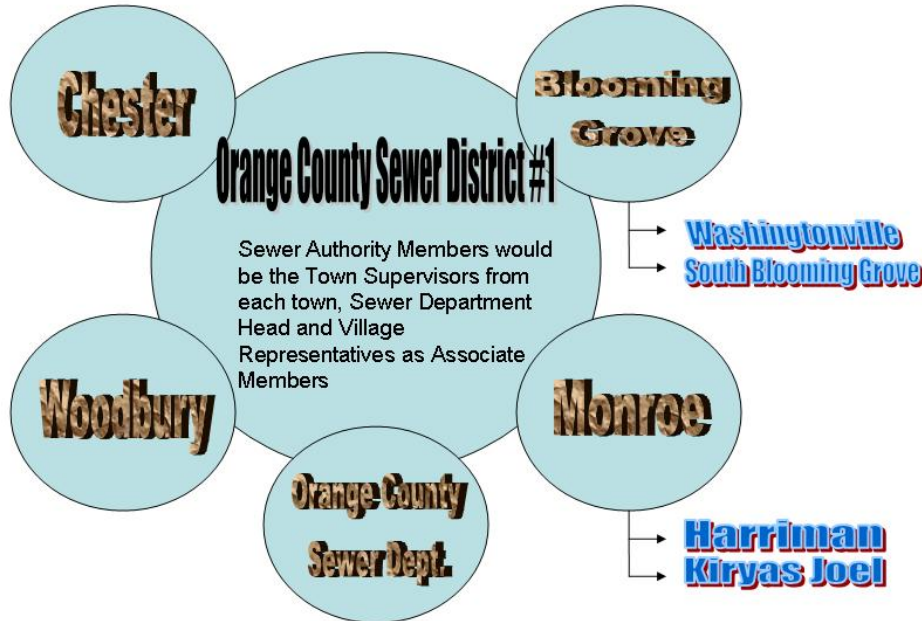 Chester
Blooming
Grove
Orange County Sewer District #1
Sewer Authority Members would
be the Town Supervisors from
each town, Sewer Department
Head and Village
Representatives as Associate
Members
Washingtonville
South Blooming Grove
Woodbury
Monroe
Orange County
Sewer Dept.
Harriman
Kiryas Joel